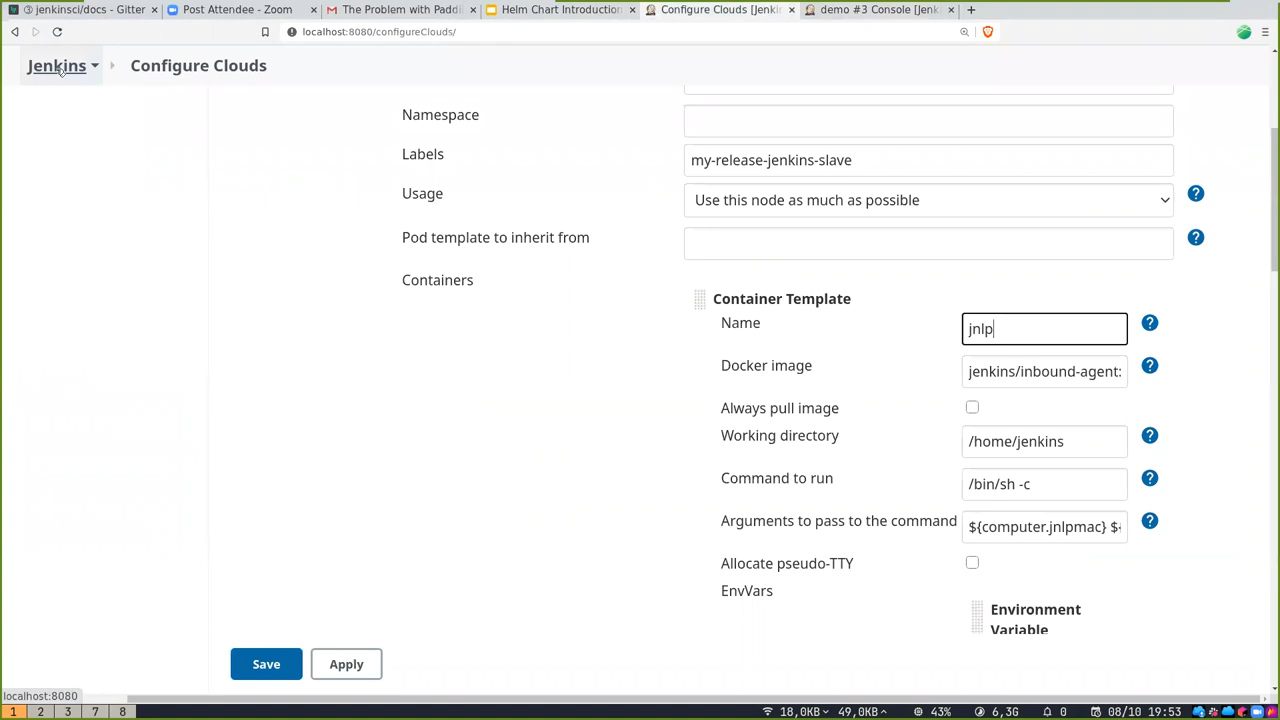 ③ jenkinsci/docs - Gitter
Post Attendee - Zoom
The Problem with Paddi
Helm Chart Introduction
Configure Clouds [Jenki
demo #3 Console [Jenk
localhost:8080/configureClouds/
Jenkins
Configure Clouds
Namespace
Labels
my-release-jenkins-slave
Usage
Use this node as much as possible
Pod template to inherit from
Containers
Container Template
Name
jnlp
Docker image
jenkins/inbound-agent:
Always pull image
Working directory
/home/jenkins
Command to run
/bin/sh -c
Arguments to pass to the command
${computer.jnlpmac} ${
Allocate pseudo-TTY
EnvVars
Environment
Variable
Save
Apply
localhost:8080
1 2 3 7 8
18,0KB 49,0KB 43% 6,3G 0 08/10 19:53